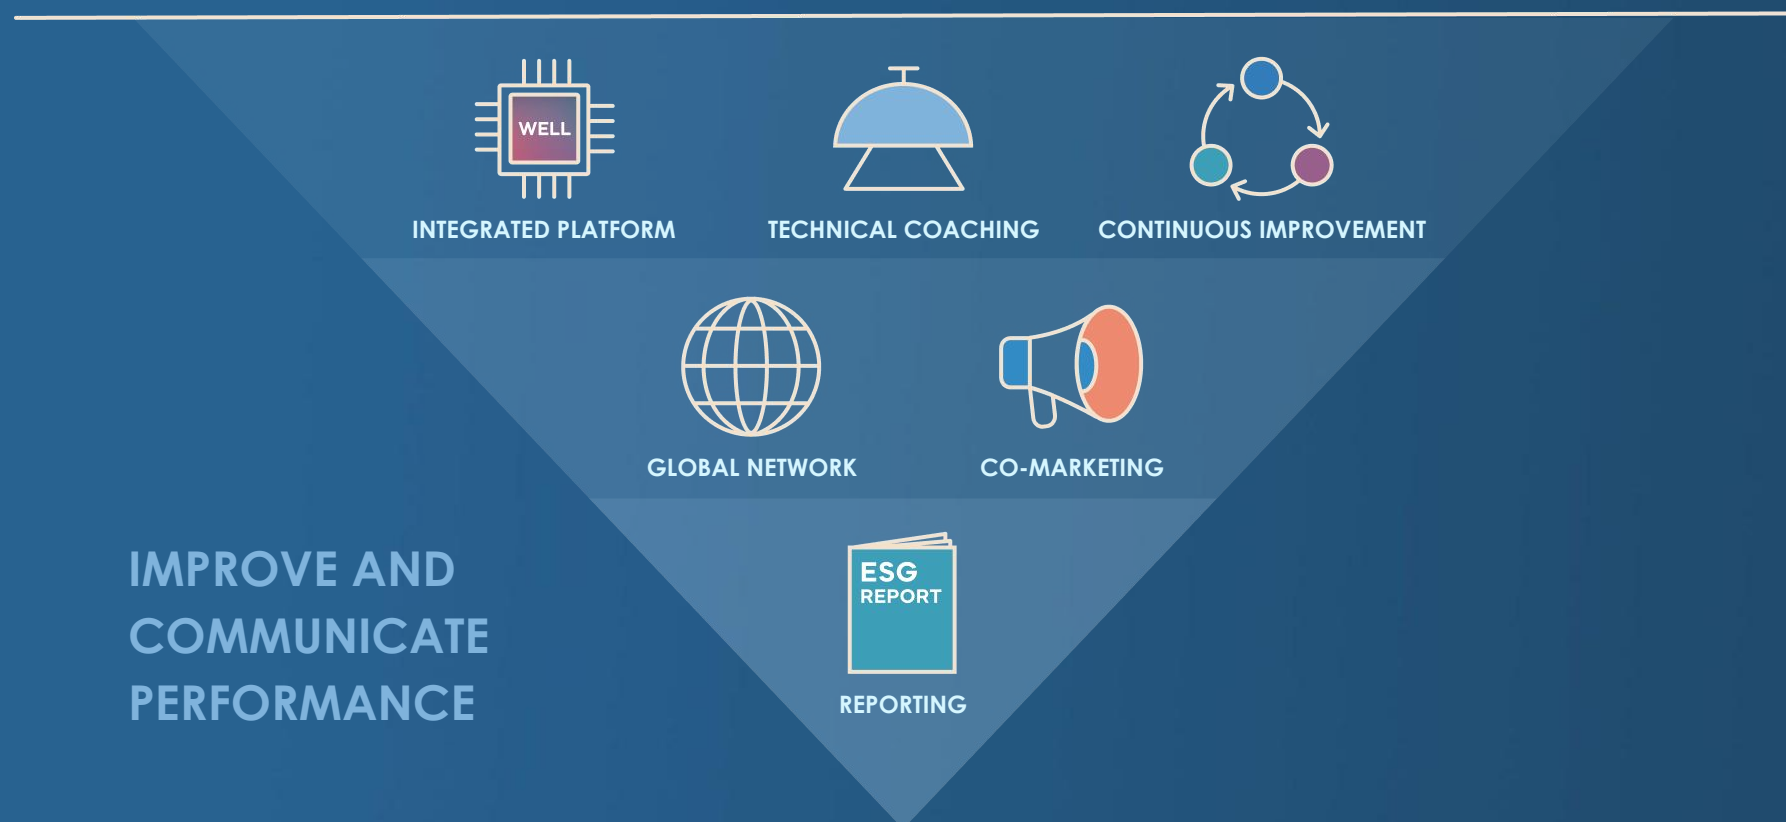 WELL
INTEGRATED PLATFORM
TECHNICAL COACHING
CONTINUOUS IMPROVEMENT
GLOBAL NETWORK
CO-MARKETING
ESG
REPORT
REPORTING
IMPROVE AND
COMMUNICATE
PERFORMANCE